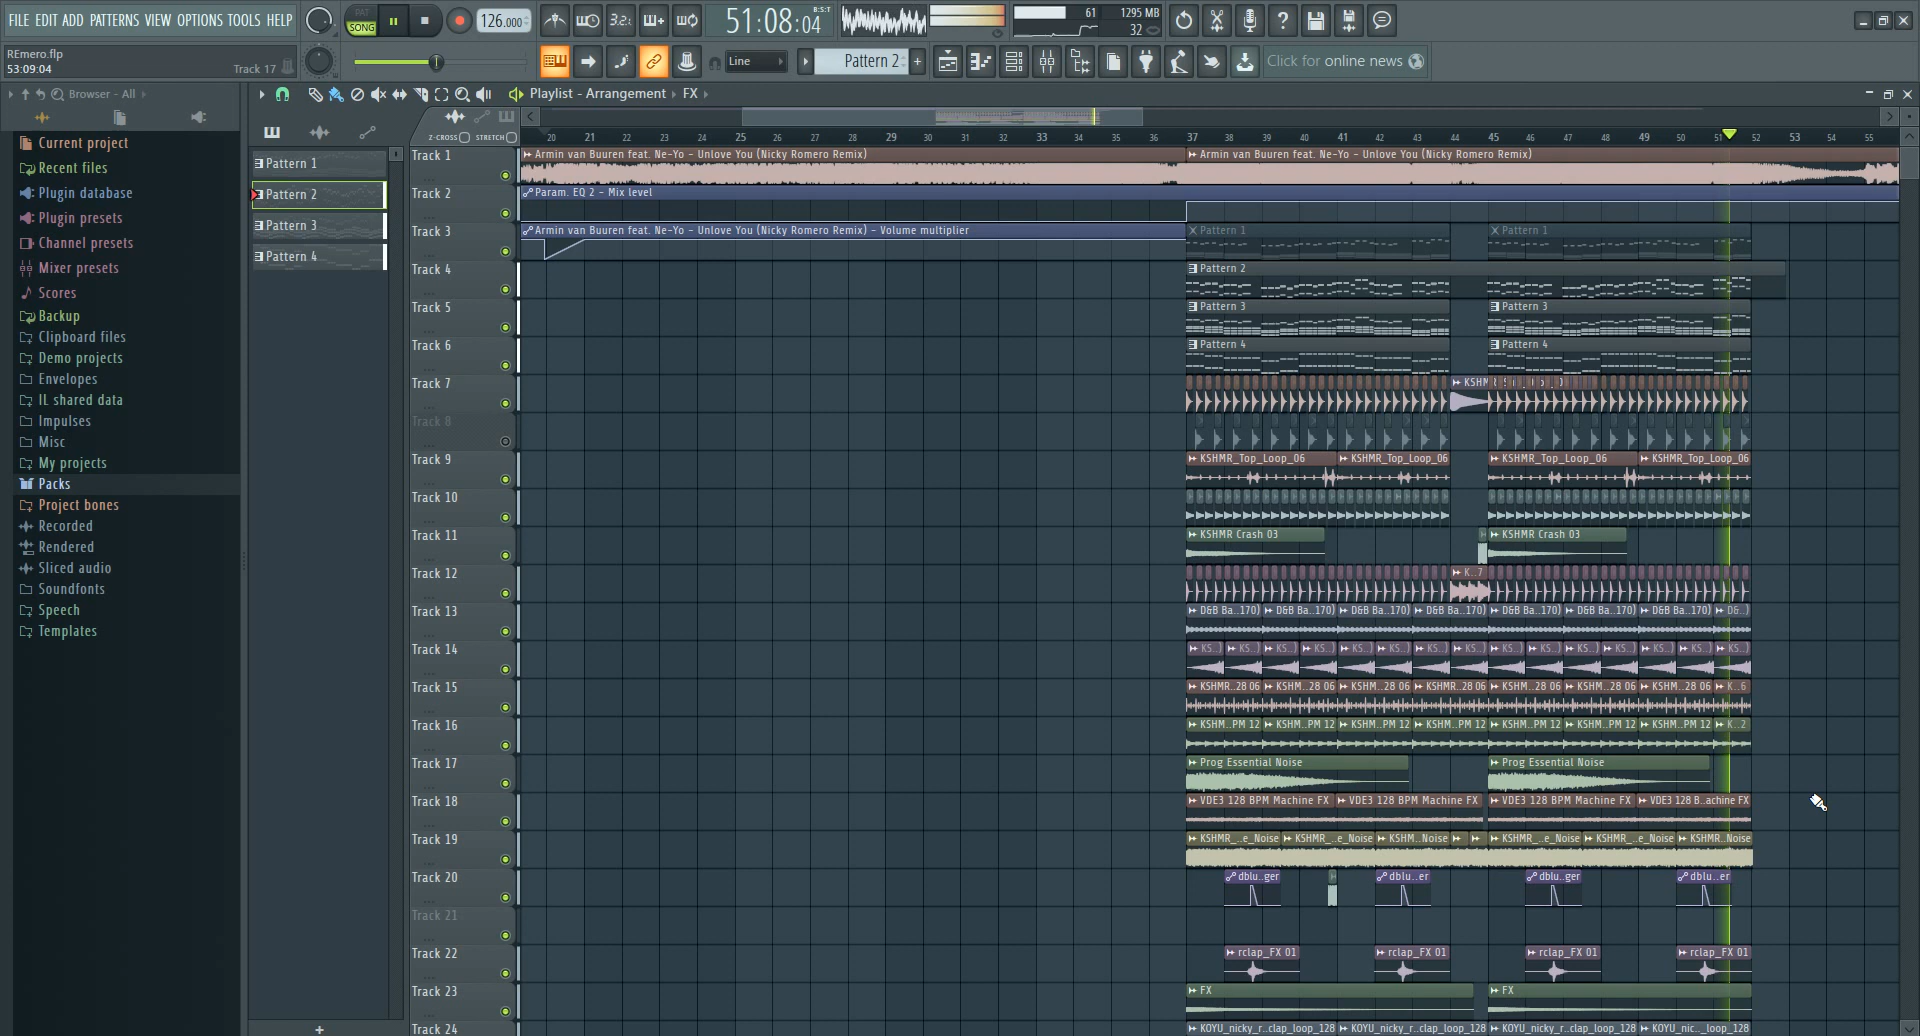 FILE EDIT ADD PATTERNS VIEW OPTIONS TOOLS HELP
PAT
SONG
126.000
3.2..
51:08:04
B:S:T
61
1295 MB
32
REmero.flp
53:09:04
Track 17
Line
Pattern 2
Click for online news
Browser - All
Playlist - Arrangement FX
Z-CROSS STRETCH
20 21 22 23 24 25 26 27 28 29 30 31 32 33 34 35 36 37 38 39 40 41 42 43 44 45 46 47 48 49 50 51 52 53 54 55
Current project
Recent files
Plugin database
Plugin presets
Channel presets
Mixer presets
Scores
Backup
Clipboard files
Demo projects
Envelopes
IL shared data
Impulses
Misc
My projects
Packs
Project bones
Recorded
Rendered
Sliced audio
Soundfonts
Speech
Templates
Pattern 1
Pattern 2
Pattern 3
Pattern 4
Track 1
Armin van Buuren feat. Ne-Yo - Unlove You (Nicky Romero Remix) Armin van Buuren feat. Ne-Yo - Unlove You (Nicky Romero Remix)
Track 2
Param. EQ 2 - Mix level
Track 3
Armin van Buuren feat. Ne-Yo - Unlove You (Nicky Romero Remix) - Volume multiplier Pattern 1 Pattern 1
Track 4
Pattern 2
Track 5
Pattern 3 Pattern 3
Track 6
Pattern 4 Pattern 4
Track 7
Track 8
Track 9
KSHMR_Top_Loop_06 KSHMR_Top_Loop_06 KSHMR_Top_Loop_06 KSHMR_Top_Loop_06
Track 10
Track 11
KSHMR Crash 03 KSHMR Crash 03
Track 12
K..7
Track 13
D&B Ba..170) D&B Ba..170) D&B Ba..170) D&B Ba..170) D&B Ba..170) D&B Ba..170) D&B Ba..170) D&..)
Track 14
KS..) KS..) KS..) KS..) KS..) KS..) KS..) KS..) KS..) KS..) KS..) KS..) KS..) KS..) KS..)
Track 15
KSHMR..28 06 KSHM..28 06 KSHM..28 06 KSHMR..28 06 KSHM..28 06 KSHM..28 06 KSHM..28 06 K..6
Track 16
KSHM..PM 12 KSHM..PM 12 KSHM..PM 12 KSHM..PM 12 KSHM..PM 12 KSHM..PM 12 KSHM..PM 12 K..2
Track 17
Prog Essential Noise Prog Essential Noise
Track 18
VDE3 128 BPM Machine FX VDE3 128 BPM Machine FX VDE3 128 BPM Machine FX VDE3 128 B..achine FX
Track 19
KSHMR_..e_Noise KSHMR_..e_Noise KSHM..Noise KSHMR_..e_Noise KSHMR_..e_Noise KSHMR..Noise
Track 20
dblu..ger dblu..er dblu..ger dblu..er
Track 21
Track 22
rclap_FX 01 rclap_FX 01 rclap_FX 01 rclap_FX 01
Track 23
FX FX
Track 24
KOYU_nicky_r..clap_loop_128 KOYU_nicky_r..clap_loop_128 KOYU_nicky_r..clap_loop_128 KOYU_nic.._loop_128